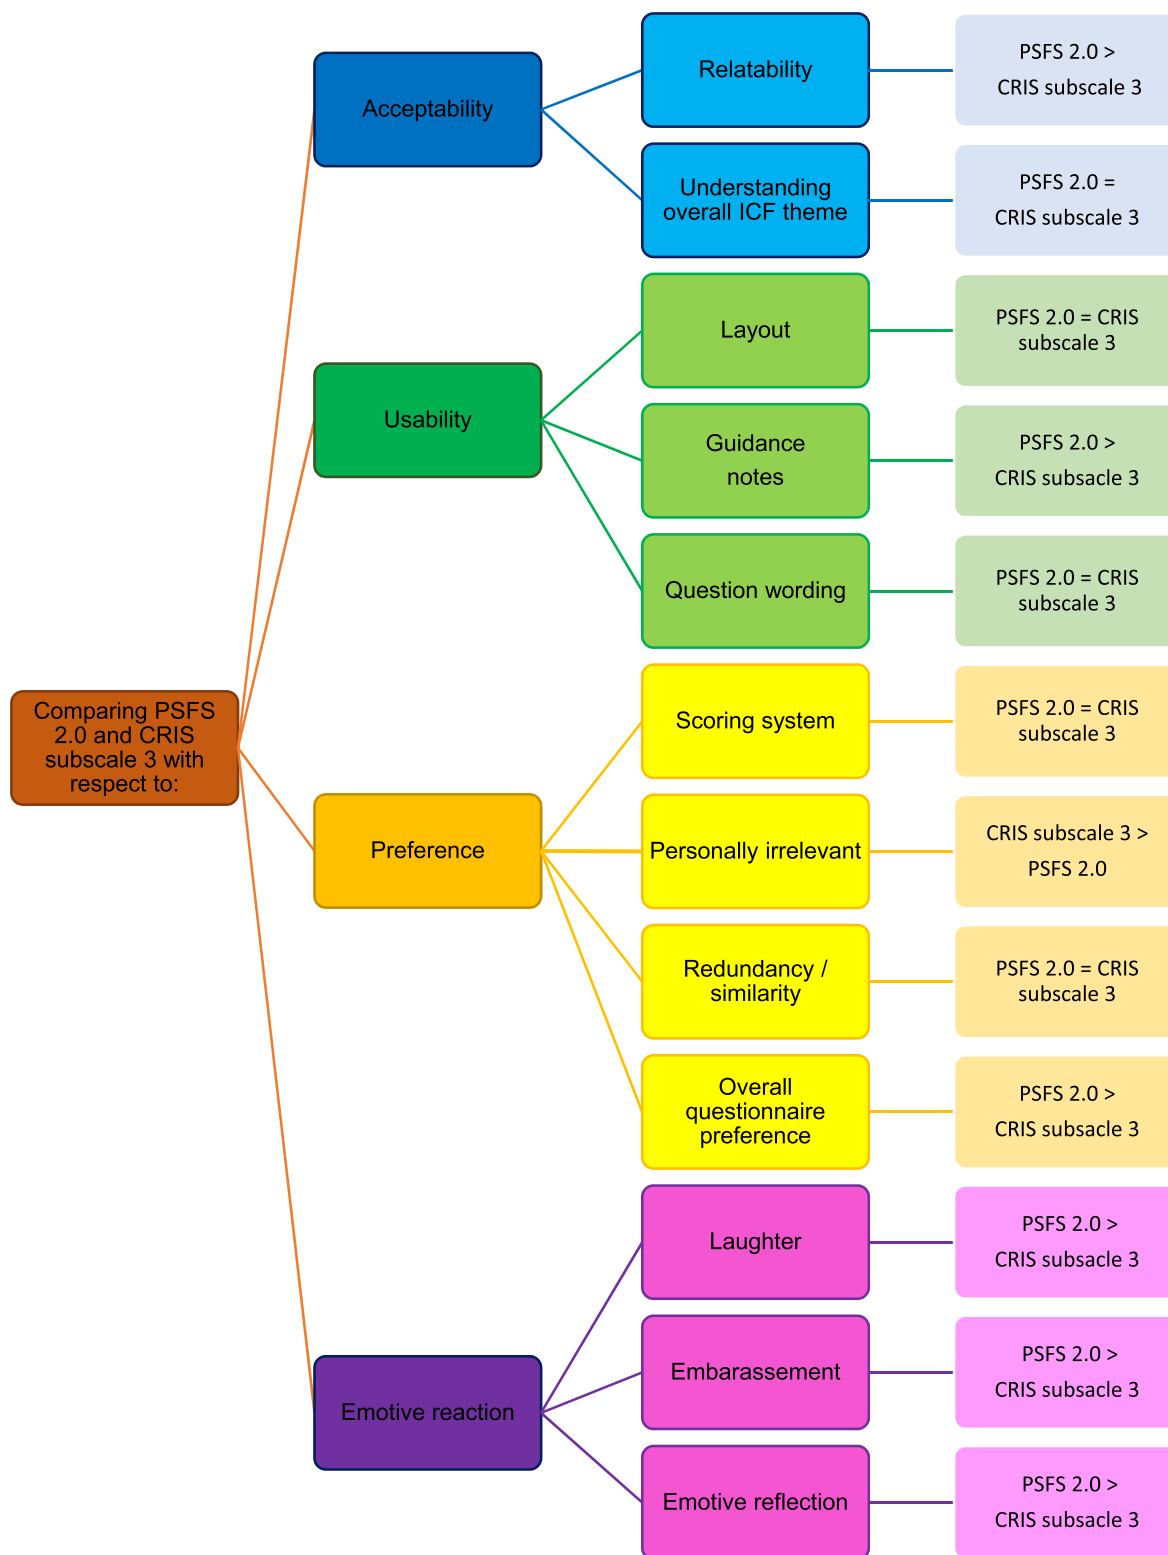 Comparing PSFS
2.0 and CRIS
subscale 3 with
respect to:
Acceptability
Relatability
PSFS 2.0 >
CRIS subscale 3
Understanding
overall ICF theme
PSFS 2.0 =
CRIS subscale 3
Usability
Layout
PSFS 2.0 = CRIS
subscale 3
Guidance
notes
PSFS 2.0 >
CRIS subsacle 3
Question wording
PSFS 2.0 = CRIS
subscale 3
Preference
Scoring system
PSFS 2.0 = CRIS
subscale 3
Personally irrelevant
CRIS subscale 3 >
PSFS 2.0
Redundancy /
similarity
PSFS 2.0 = CRIS
subscale 3
Overall
questionnaire
preference
PSFS 2.0 >
CRIS subsacle 3
Emotive reaction
Laughter
PSFS 2.0 >
CRIS subsacle 3
Embarassement
PSFS 2.0 >
CRIS subsacle 3
Emotive reflection
PSFS 2.0 >
CRIS subsacle 3